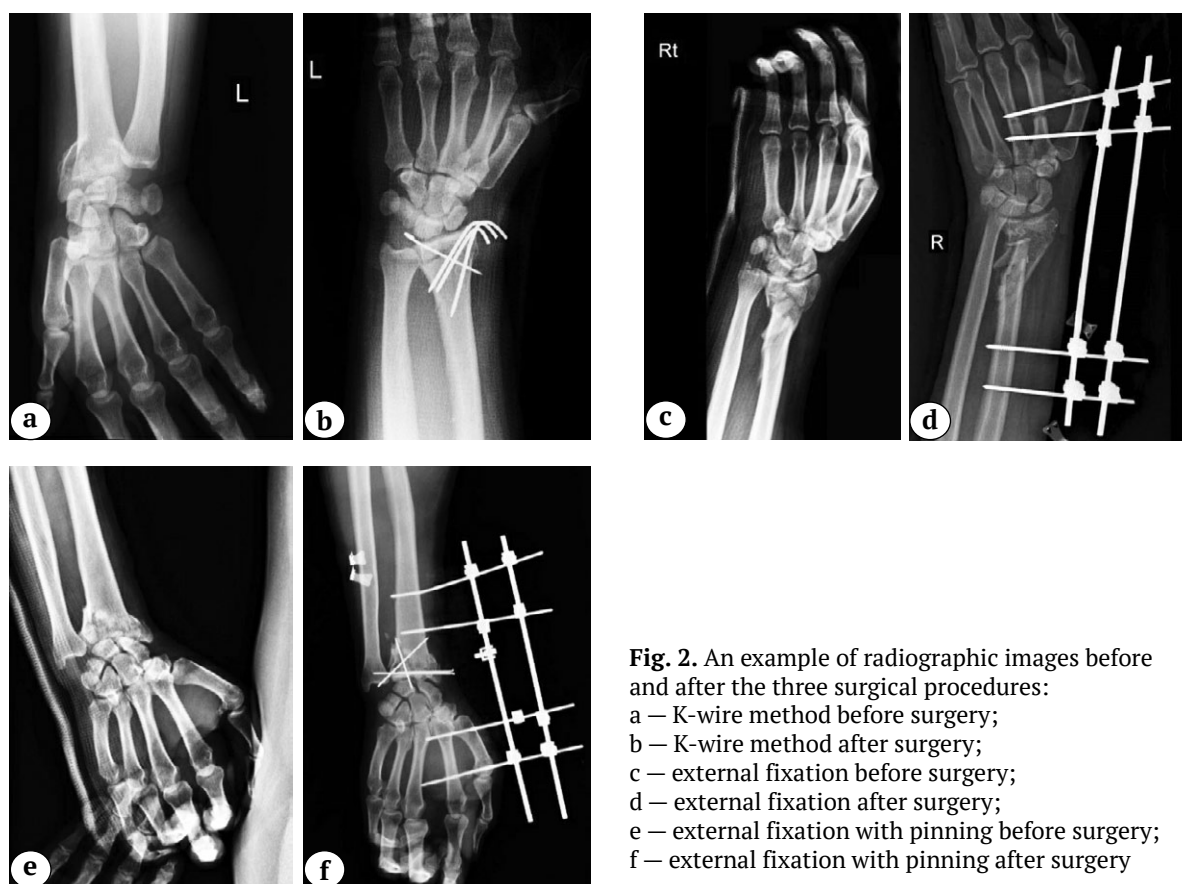 L
L
Rt
R
a
b
c
d
e
f
Fig. 2. An example of radiographic images before
and after the three surgical procedures:
a — K-wire method before surgery;
b — K-wire method after surgery;
c — external fixation before surgery;
d — external fixation after surgery;
e — external fixation with pinning before surgery;
f — external fixation with pinning after surgery